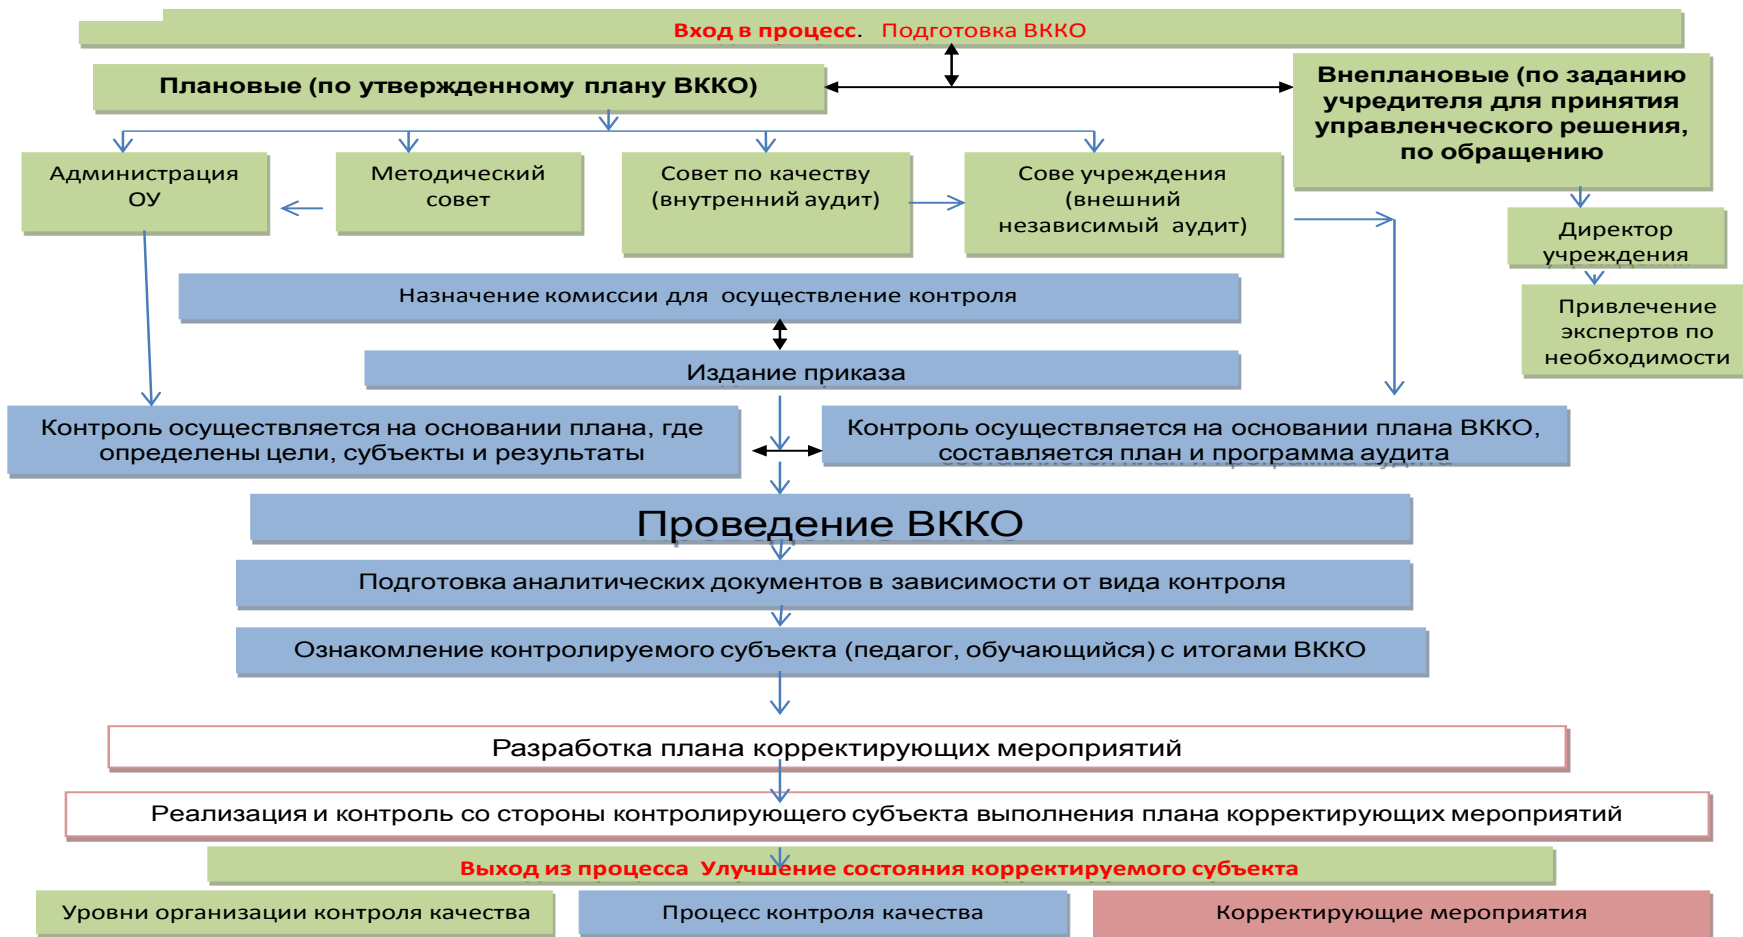 Вход в процесс. Подготовка ВККО
Плановые (по утвержденному плану ВККО)
Внеплановые (по заданию
учредителя для принятия
управленческого решения,
по обращению
Администрация
ОУ
Методический
совет
Совет по качеству
(внутренний аудит)
Сове учреждения
(внешний
независимый аудит)
Директор
учреждения
Привлечение
экспертов по
необходимости
Назначение комиссии для осуществление контроля
Издание приказа
Контроль осуществляется на основании плана, где
определены цели, субъекты и результаты
Контроль осуществляется на основании плана ВККО,
составляется план и программа аудита
Проведение ВККО
Подготовка аналитических документов в зависимости от вида контроля
Ознакомление контролируемого субъекта (педагог, обучающийся) с итогами ВККО
Разработка плана корректирующих мероприятий
Реализация и контроль со стороны контролирующего субъекта выполнения плана корректирующих мероприятий
Выход из процесса Улучшение состояния корректируемого субъекта
Уровни организации контроля качества
Процесс контроля качества
Корректирующие мероприятия